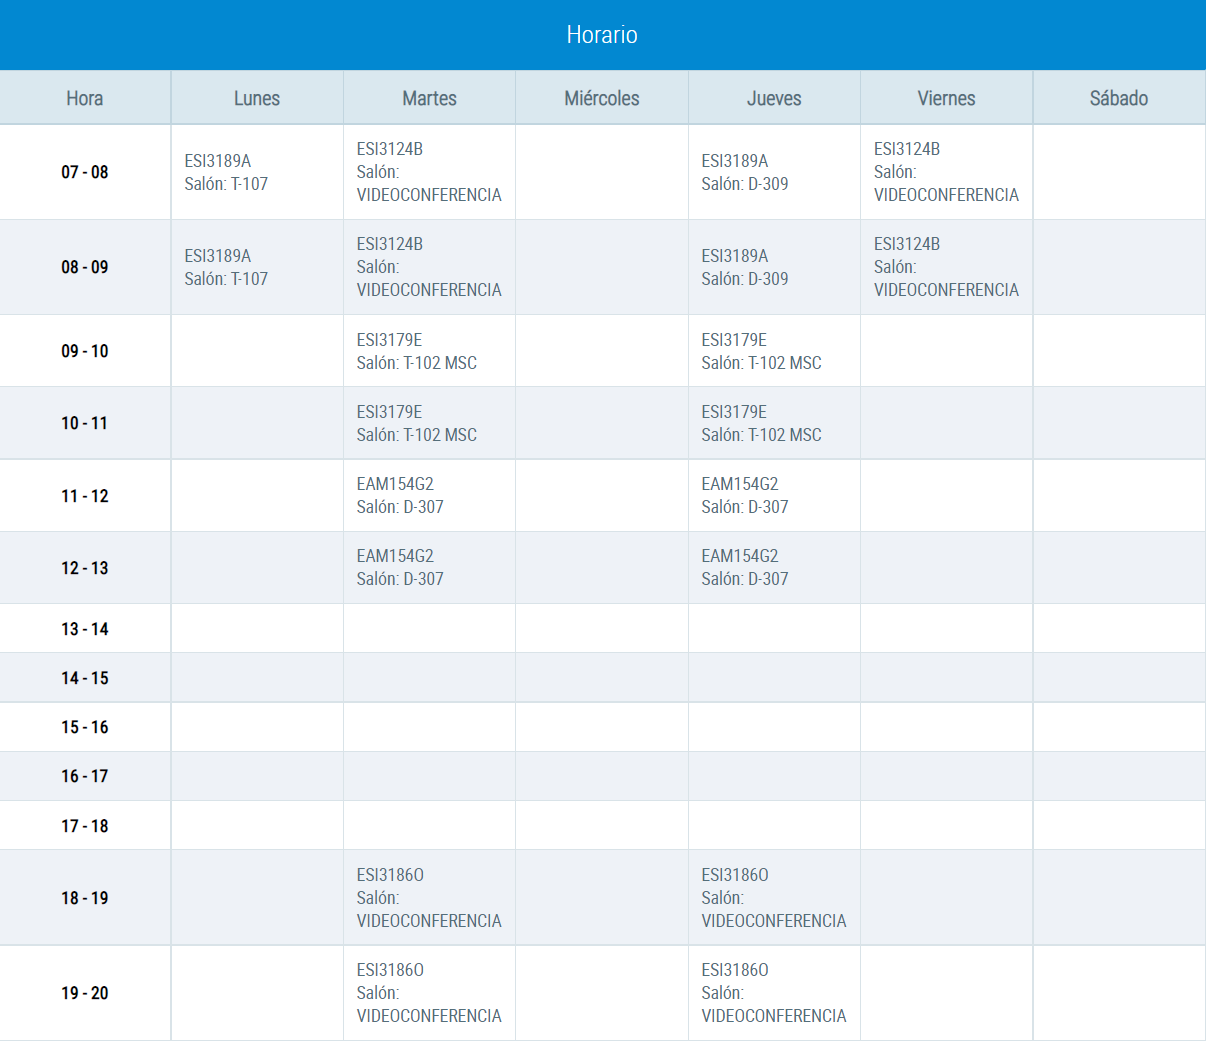 Horario
Hora Lunes Martes Miércoles Jueves Viernes Sábado
07 - 08
ESI3189A
Salón: T-107
ESI3124B
Salón:
VIDEOCONFERENCIA
ESI3189A
Salón: D-309
ESI3124B
Salón:
VIDEOCONFERENCIA
08 - 09
ESI3189A
Salón: T-107
ESI3124B
Salón:
VIDEOCONFERENCIA
ESI3189A
Salón: D-309
ESI3124B
Salón:
VIDEOCONFERENCIA
09 - 10
ESI3179E
Salón: T-102 MSC
ESI3179E
Salón: T-102 MSC
10 - 11
ESI3179E
Salón: T-102 MSC
ESI3179E
Salón: T-102 MSC
11 - 12
EAM154G2
Salón: D-307
EAM154G2
Salón: D-307
12 - 13
EAM154G2
Salón: D-307
EAM154G2
Salón: D-307
13 - 14
14 - 15
15 - 16
16 - 17
17 - 18
18 - 19
ESI3186O
Salón:
VIDEOCONFERENCIA
ESI3186O
Salón:
VIDEOCONFERENCIA
19 - 20
ESI3186O
Salón:
VIDEOCONFERENCIA
ESI3186O
Salón:
VIDEOCONFERENCIA